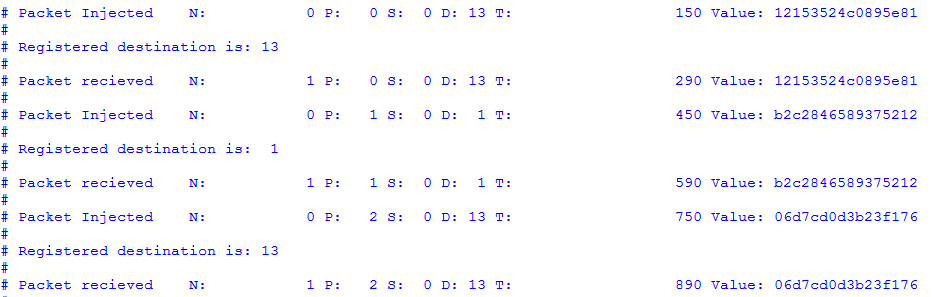 # Packet Injected    N:           0 P:   0 S:  0 D: 13 T:                  150 Value: 12153524c0895e81
#
# Registered destination is: 13
#
# Packet recieved    N:           1 P:   0 S:  0 D: 13 T:                  290 Value: 12153524c0895e81
#
# Packet Injected    N:           0 P:   1 S:  0 D:  1 T:                  450 Value: b2c2846589375212
#
# Registered destination is:  1
#
# Packet recieved    N:           1 P:   1 S:  0 D:  1 T:                  590 Value: b2c2846589375212
# Packet Injected    N:           0 P:   2 S:  0 D: 13 T:                  750 Value: 06d7cd0d3b23f176
#
# Registered destination is: 13
#
# Packet recieved    N:           1 P:   2 S:  0 D: 13 T:                  890 Value: 06d7cd0d3b23f176